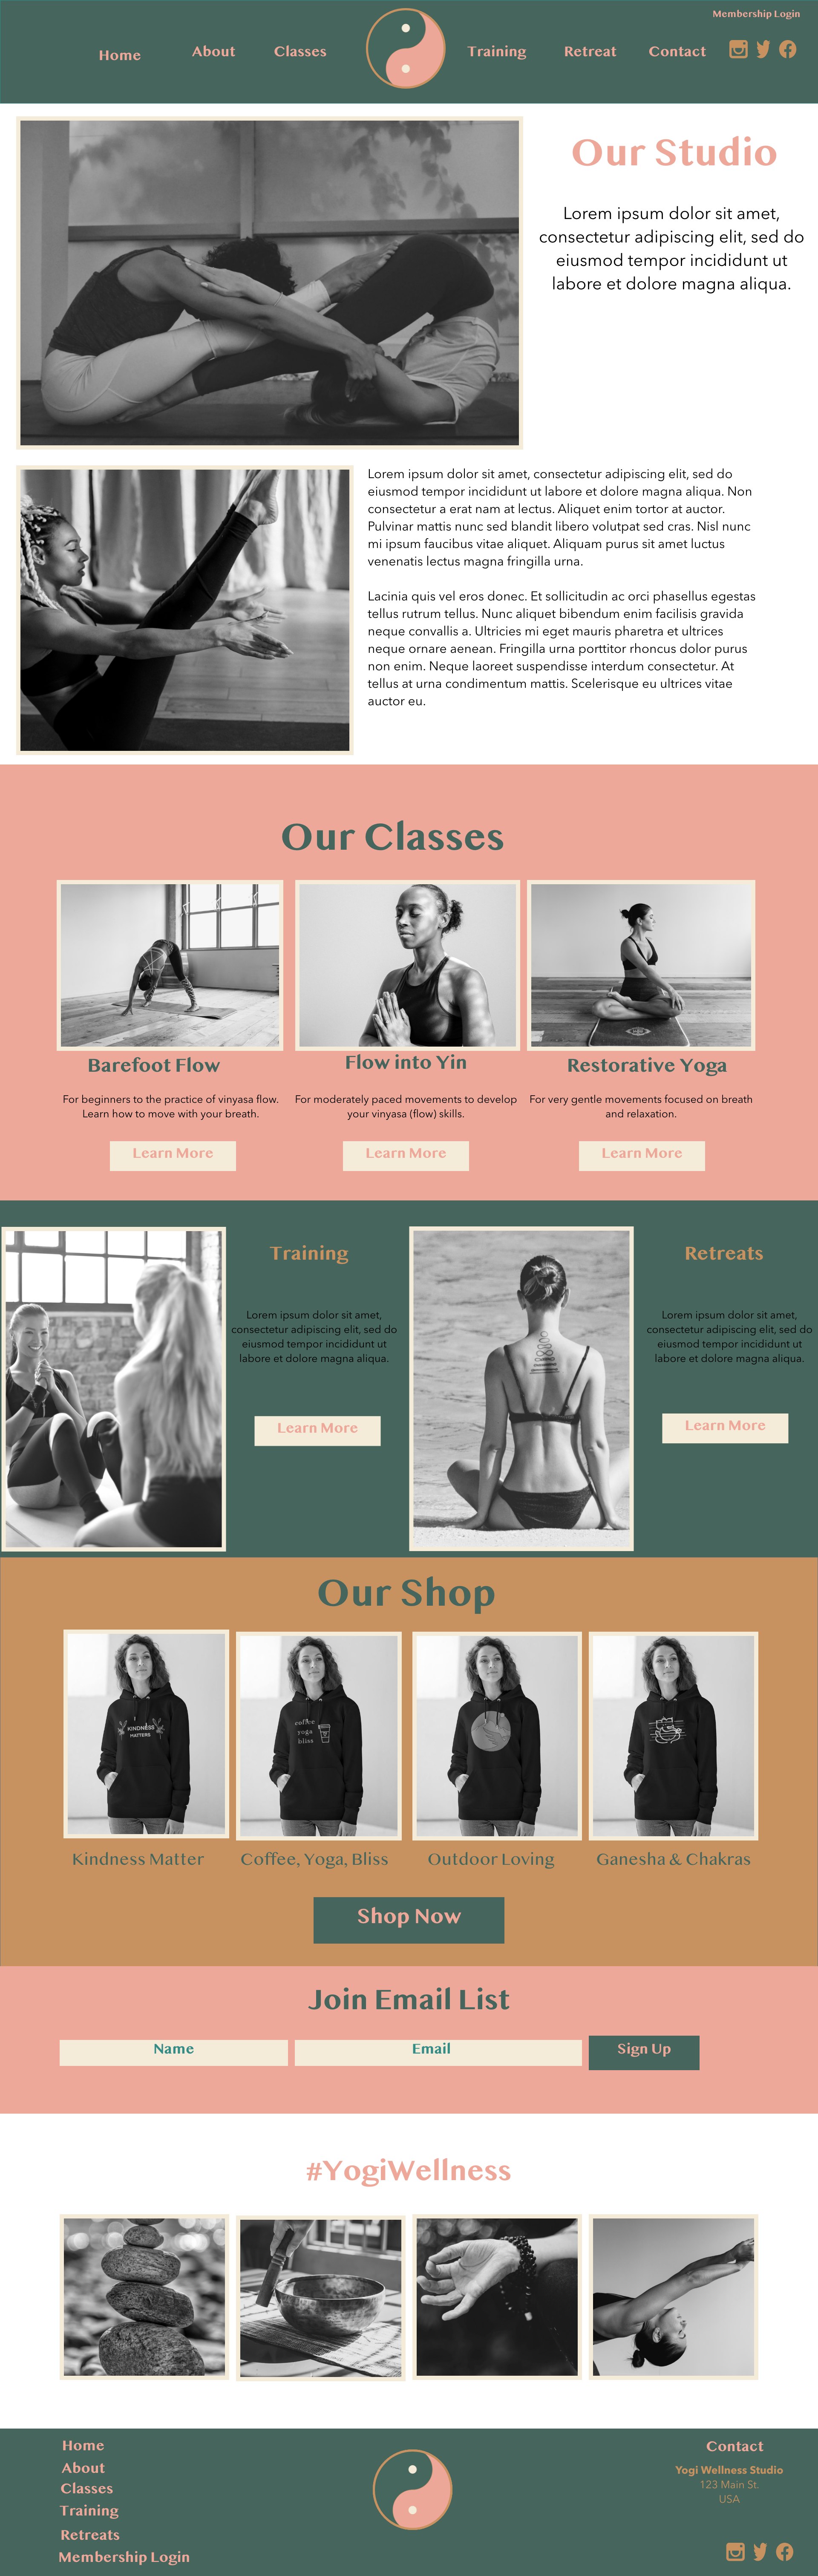 Membership Login
Home
About
Classes
Training
Retreat
Contact
Our Studio
Lorem ipsum dolor sit amet,
consectetur adipiscing elit, sed do
eiusmod tempor incididunt ut
labore et dolore magna aliqua.
Lorem ipsum dolor sit amet, consectetur adipiscing elit, sed do
eiusmod tempor incididunt ut labore et dolore magna aliqua. Non
consectetur a erat nam at lectus. Aliquet enim tortor at auctor.
Pulvinar mattis nunc sed blandit libero volutpat sed cras. Nisl nunc
mi ipsum faucibus vitae aliquet. Aliquam purus sit amet luctus
venenatis lectus magna fringilla urna.
Lacinia quis vel eros donec. Et sollicitudin ac orci phasellus egestas
tellus rutrum tellus. Nunc aliquet bibendum enim facilisis gravida
neque convallis a. Ultricies mi eget mauris pharetra et ultrices
neque ornare aenean. Fringilla urna porttitor rhoncus dolor purus
non enim. Neque laoreet suspendisse interdum consectetur. At
tellus at urna condimentum mattis. Scelerisque eu ultrices vitae
auctor eu.
Our Classes
Barefoot Flow
For beginners to the practice of vinyasa flow.
Learn how to move with your breath.
Learn More
Flow into Yin
For moderately paced movements to develop
your vinyasa (flow) skills.
Learn More
Restorative Yoga
For very gentle movements focused on breath
and relaxation.
Learn More
Training
Lorem ipsum dolor sit amet,
consectetur adipiscing elit, sed do
eiusmod tempor incididunt ut
labore et dolore magna aliqua.
Learn More
Retreats
Lorem ipsum dolor sit amet,
consectetur adipiscing elit, sed do
eiusmod tempor incididunt ut
labore et dolore magna aliqua.
Learn More
Our Shop
KINDNESS
MATTERS
coffee
yoga
bliss
Kindness Matter
Coffee, Yoga, Bliss
Outdoor Loving
Ganesha & Chakras
Shop Now
Join Email List
Name
Email
Sign Up
#YogiWellness
Home
About
Classes
Training
Retreats
Membership Login
Contact
Yogi Wellness Studio
123 Main St.
USA